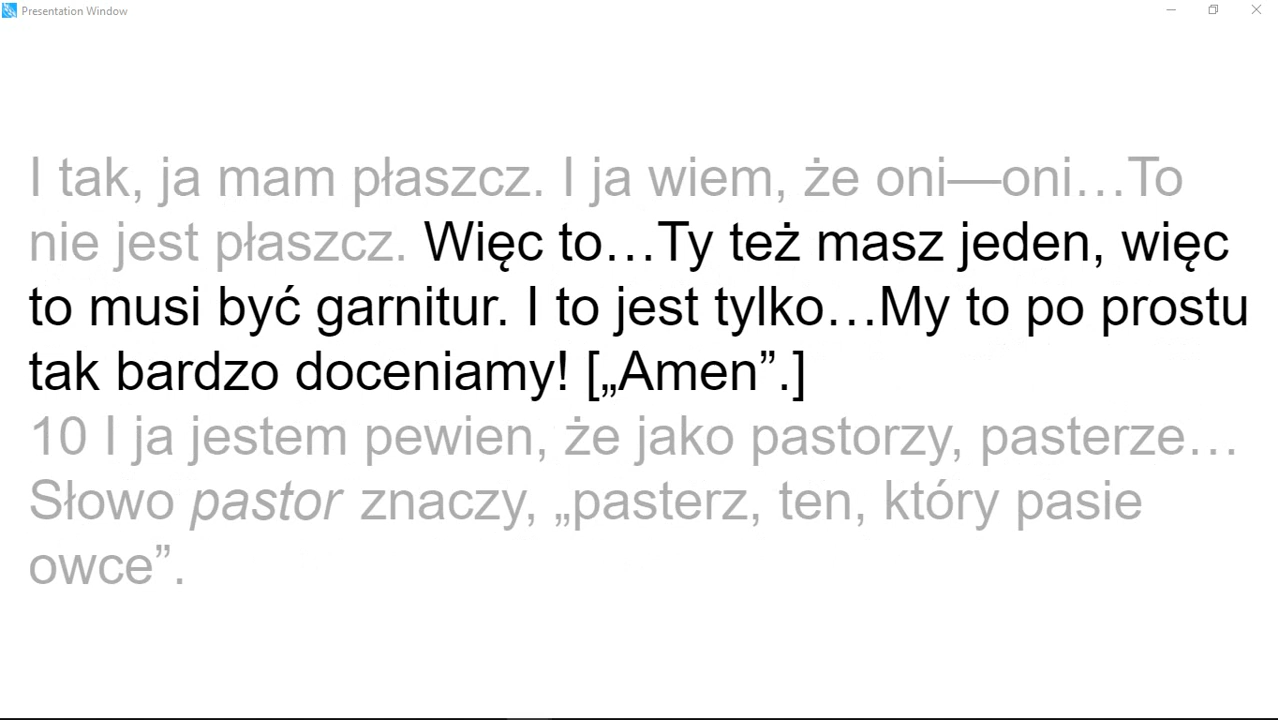 Presentation Window
I tak, ja mam płaszcz. I ja wiem, że oni—oni…To
nie jest płaszcz. Więc to…Ty też masz jeden, więc
to musi być garnitur. I to jest tylko…My to po prostu
tak bardzo doceniamy! [„Amen”.]
10 I ja jestem pewien, że jako pastorzy, pasterze…
Słowo pastor znaczy, „pasterz, ten, który pasie
owce”.